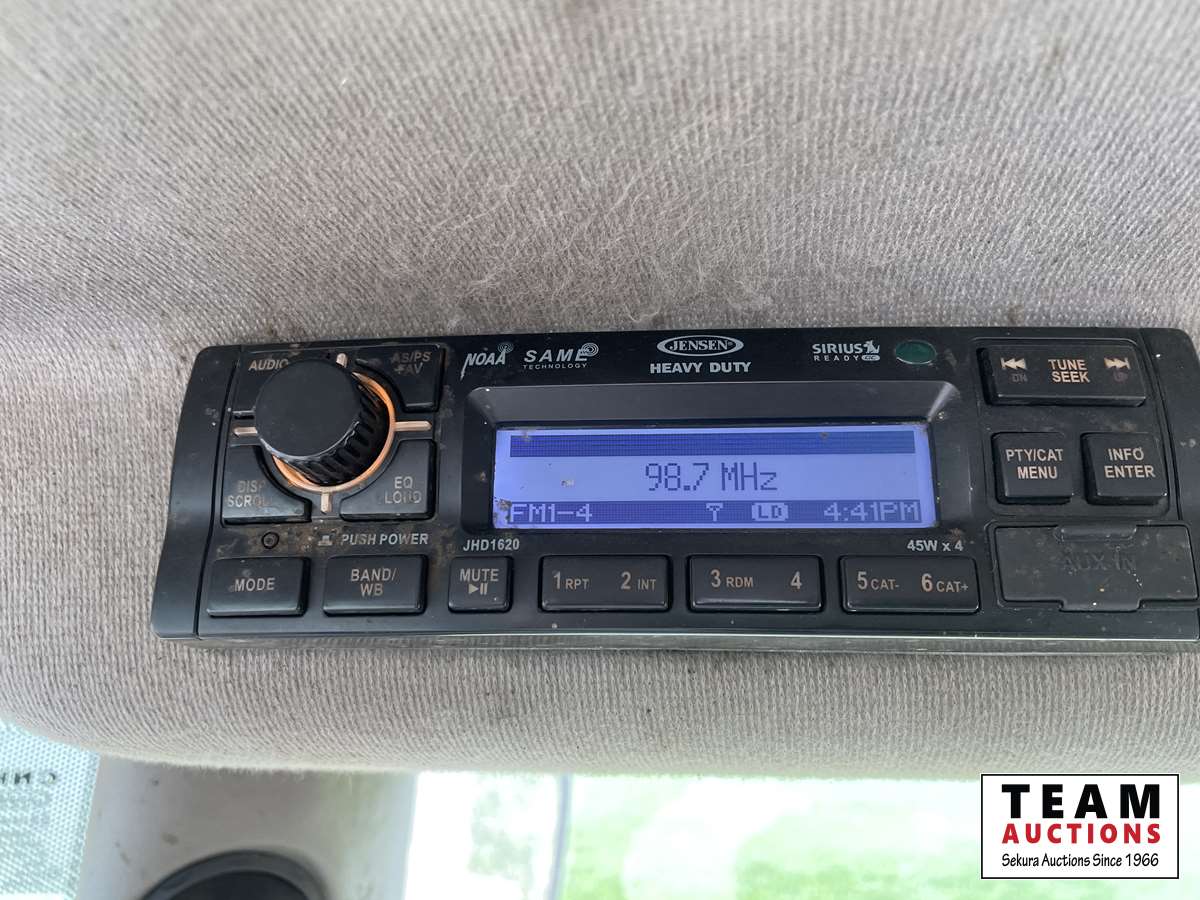 AUDIO
AS/PS
+AV
NOAA SAME
TECHNOLOGY
JENSEN®
HEAVY DUTY
SIRIUS
READY
TUNE
SEEK
DN
UP
98.7 MHz
FM1-4 LD 4:41PM
DISP
SCROLL
EQ
LOUD
PTY/CAT
MENU
INFO
ENTER
PUSH POWER
JHD1620
45W x 4
AUX-IN
MODE
BAND/
WB
MUTE
1 RPT 2 INT
3 RDM 4
5 CAT- 6 CAT+
TEAM
AUCTIONS
Sekura Auctions Since 1966